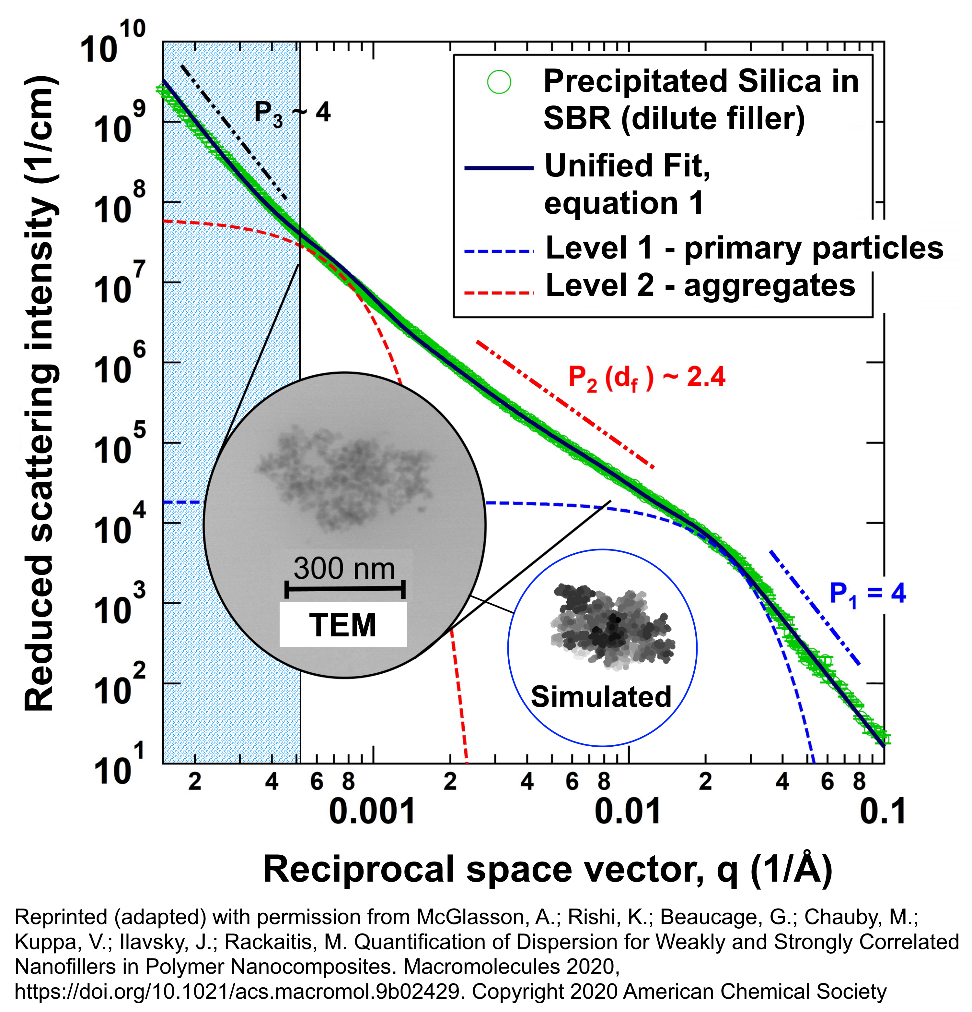 10^10
10^9
10^8
10^7
10^6
10^5
10^4
10^3
10^2
10^1
Reduced scattering intensity (1/cm)
P3 ~ 4
Precipitated Silica in
SBR (dilute filler)
Unified Fit,
equation 1
Level 1 - primary particles
Level 2 - aggregates
P2 (df ) ~ 2.4
P1 = 4
300 nm
TEM
Simulated
2 4 6 8 2 4 6 8 2 4 6 8
0.001 0.01 0.1
Reciprocal space vector, q (1/Å)
Reprinted (adapted) with permission from McGlasson, A.; Rishi, K.; Beaucage, G.; Chauby, M.;
Kuppa, V.; Ilavsky, J.; Rackaitis, M. Quantification of Dispersion for Weakly and Strongly Correlated
Nanofillers in Polymer Nanocomposites. Macromolecules 2020,
https://doi.org/10.1021/acs.macromol.9b02429. Copyright 2020 American Chemical Society